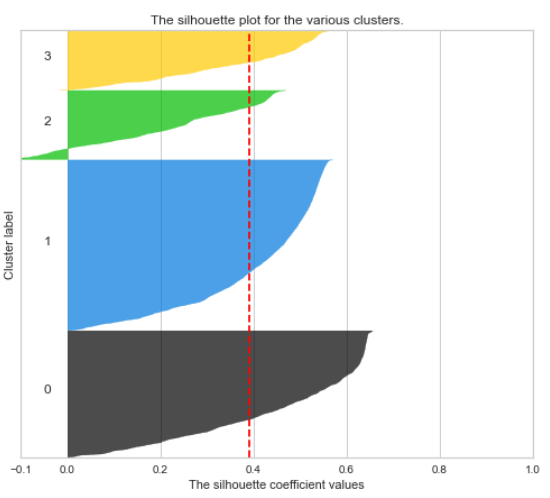 The silhouette plot for the various clusters.
3
2
1
0
Cluster label
-0.1 0.0 0.2 0.4 0.6 0.8 1.0
The silhouette coefficient values